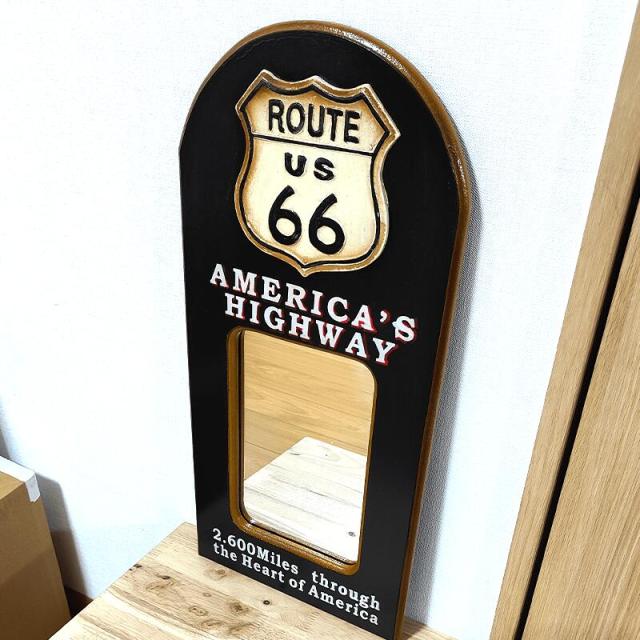 ROUTE
US
66
AMERICA'S
HIGHWAY
2.600Miles through
the Heart of America